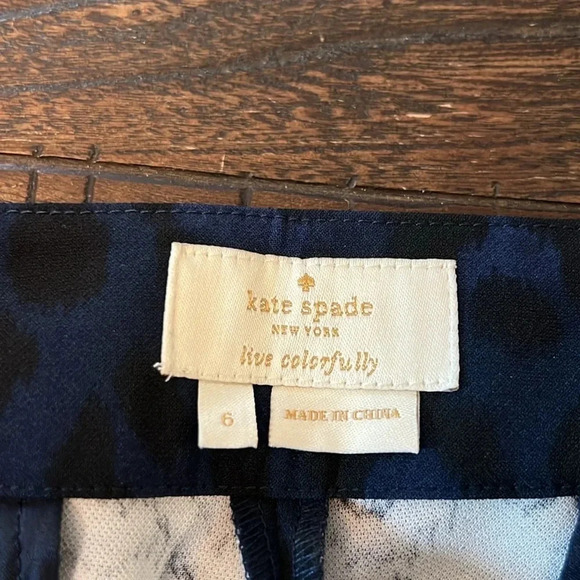 kate spade
NEW YORK
live colorfully
6
MADE IN CHINA